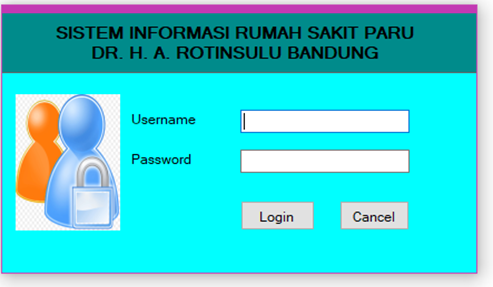 SISTEM INFORMASI RUMAH SAKIT PARU
DR. H. A. ROTINSULU BANDUNG
Username
Password
Login Cancel